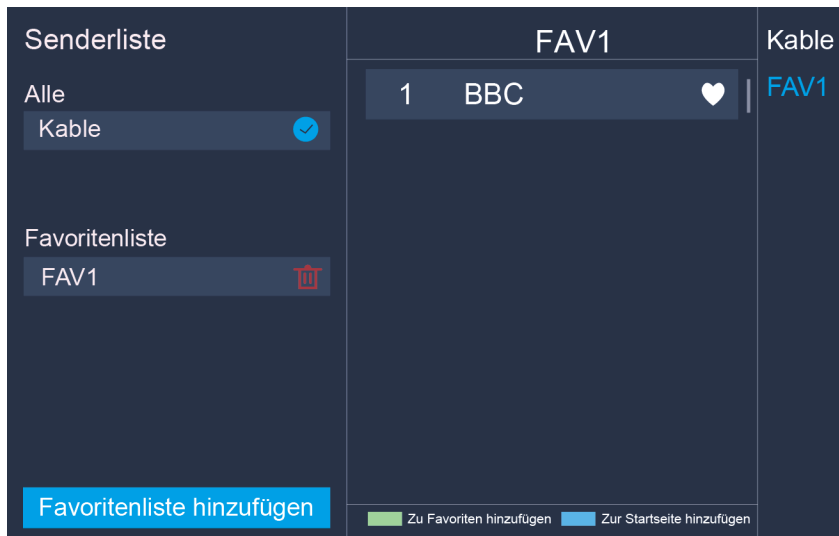 Senderliste
Alle
Kable
Favoritenliste
FAV1
Favoritenliste hinzufügen
FAV1
1 BBC
Zu Favoriten hinzufügen Zur Startseite hinzufügen
Kable
FAV1